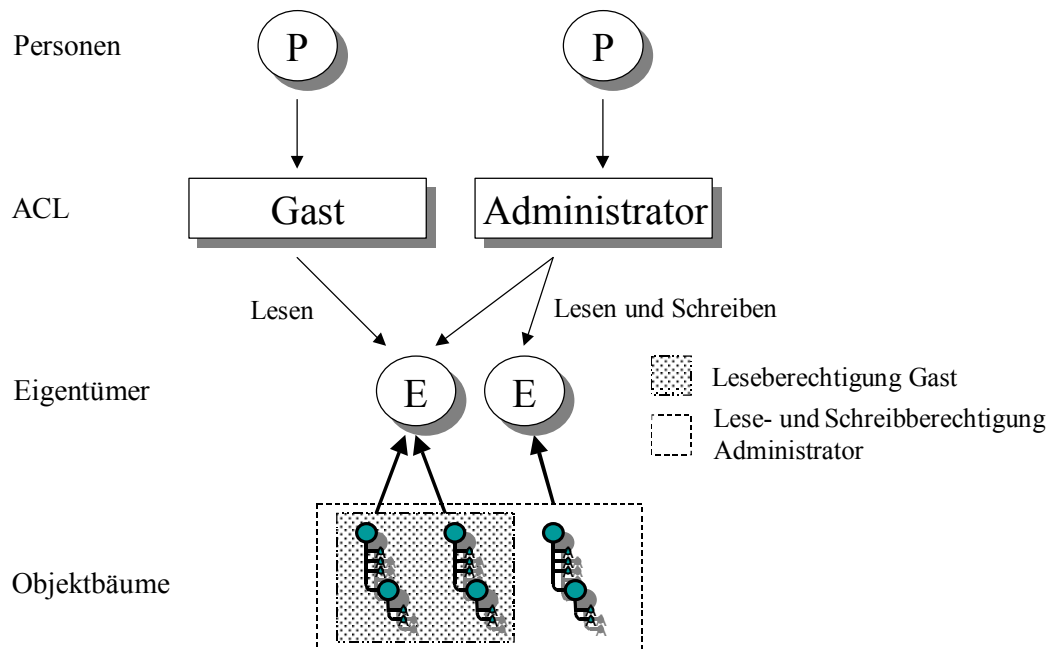 Personen
P
P
ACL
Gast
Administrator
Lesen
Lesen und Schreiben
Eigentümer
E
E
Leseberechtigung Gast
Lese- und Schreibberechtigung
Administrator
Objektbäume